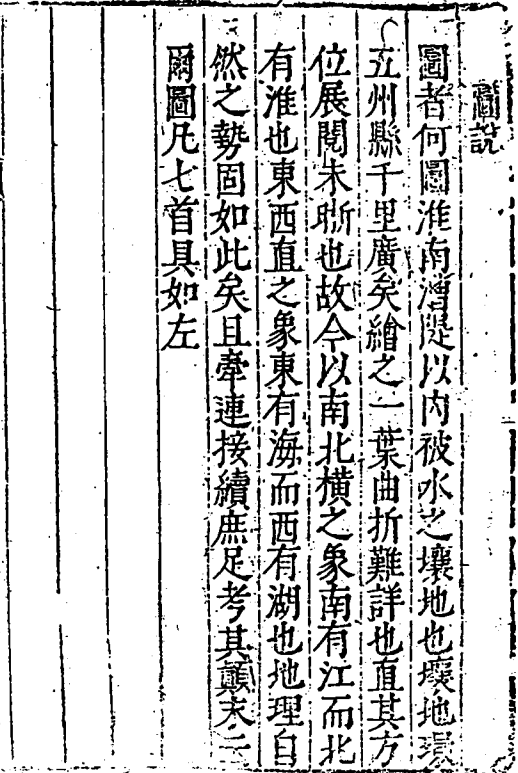 圖說
圖者何圖淮南漕隄以内被水之壤地也壤地環
五州縣千里廣矣繪之一葉曲折難詳也直其方
位展閱未晰也故今以南北橫之象南有江而北
有淮也東西直之象東有海而西有湖也地理自
然之勢固如此矣且牽連接續庶足考其顛末云
爾圖凡七首具如左